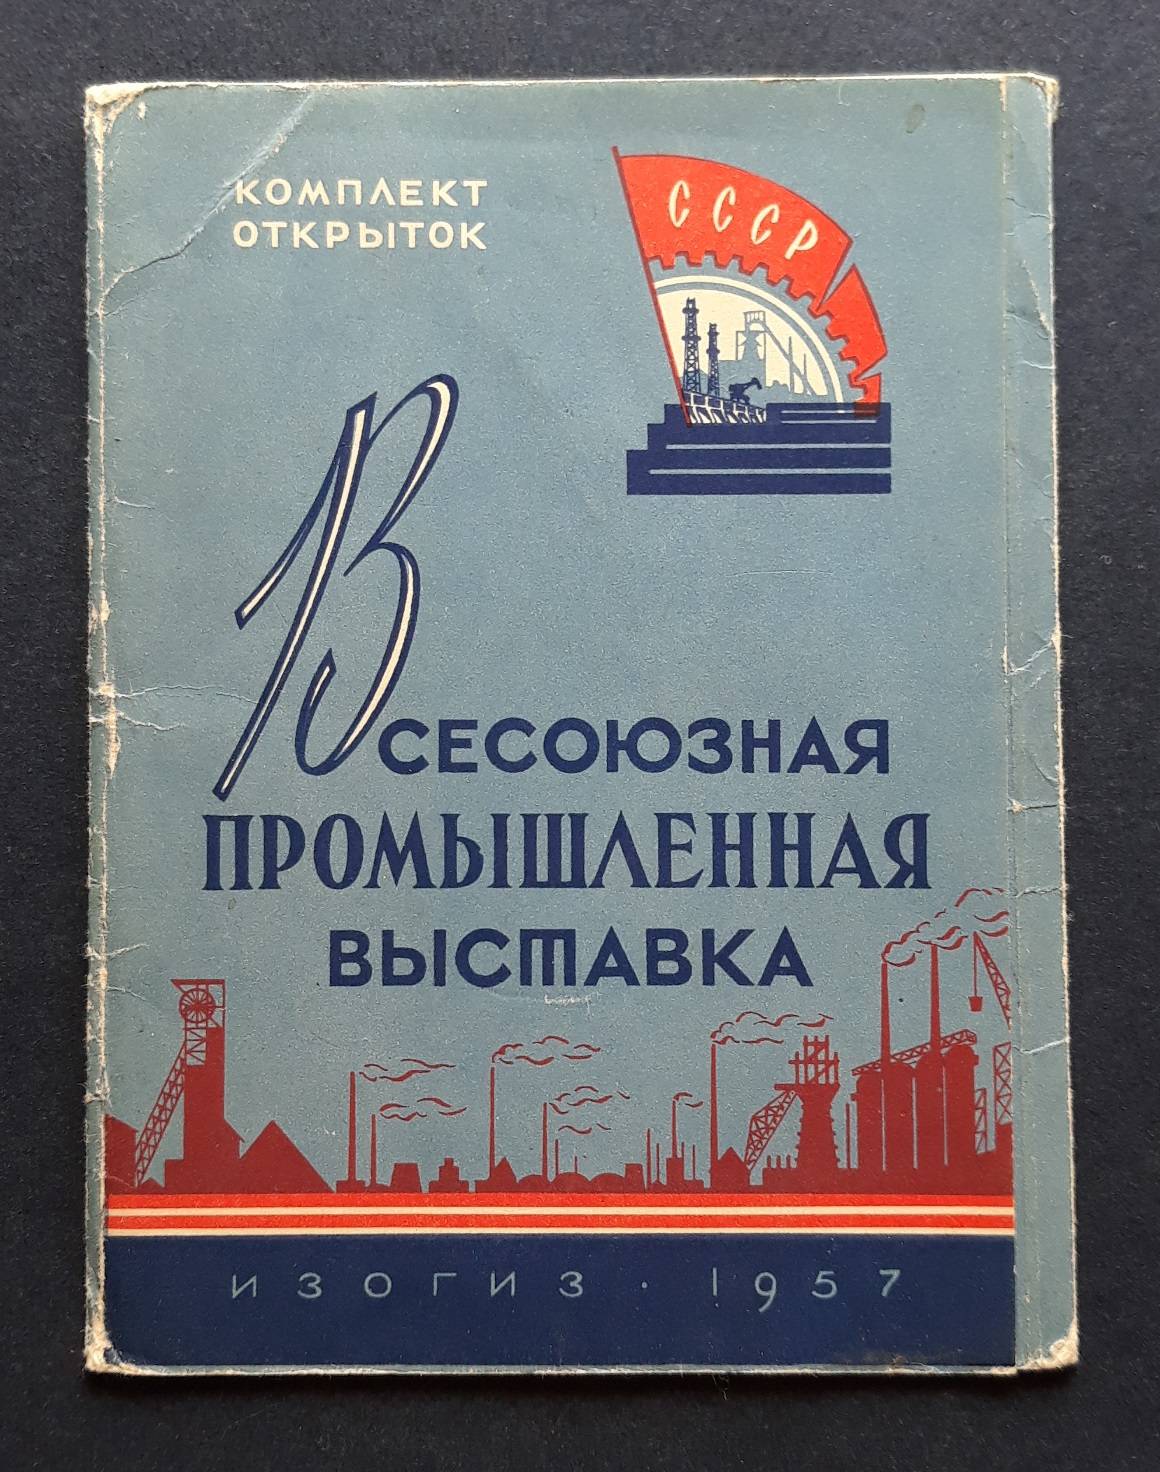 КОМПЛЕКТ
ОТКРЫТОК
СССР
ВСЕСОЮЗНАЯ
ПРОМЫШЛЕННАЯ
ВЫСТАВКА
ИЗОГИЗ · 1957